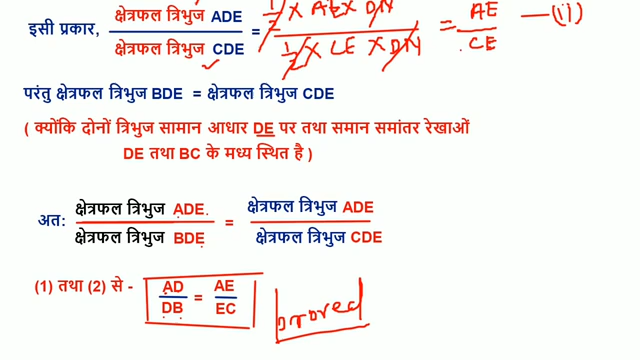 इसी प्रकार, क्षेत्रफल त्रिभुज ADE / क्षेत्रफल त्रिभुज CDE = 1/2 X AE X DN / 1/2 X CE X DN = AE / CE —(ii)
परंतु क्षेत्रफल त्रिभुज BDE = क्षेत्रफल त्रिभुज CDE
( क्योंकि दोनों त्रिभुज सामान आधार DE पर तथा समान समांतर रेखाओं
DE तथा BC के मध्य स्थित है )
अत: क्षेत्रफल त्रिभुज ADE / क्षेत्रफल त्रिभुज BDE = क्षेत्रफल त्रिभुज ADE / क्षेत्रफल त्रिभुज CDE
(1) तथा (2) से - AD / DB = AE / EC proved